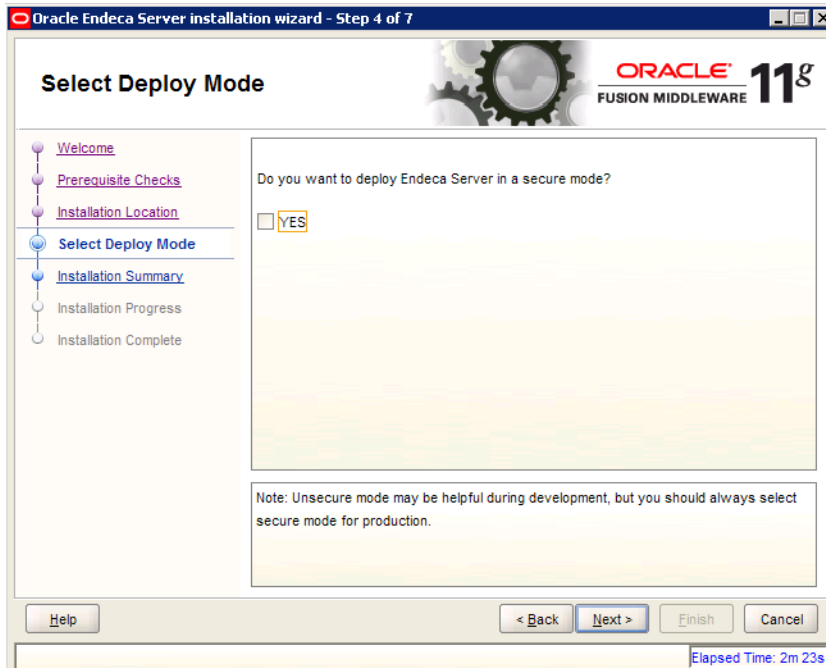 Oracle Endeca Server installation wizard - Step 4 of 7
Select Deploy Mode
ORACLE
FUSION MIDDLEWARE 11g
Welcome
Prerequisite Checks
Installation Location
Select Deploy Mode
Installation Summary
Installation Progress
Installation Complete
Do you want to deploy Endeca Server in a secure mode?
YES
Note: Unsecure mode may be helpful during development, but you should always select
secure mode for production.
Help
< Back
Next >
Finish
Cancel
Elapsed Time: 2m 23s